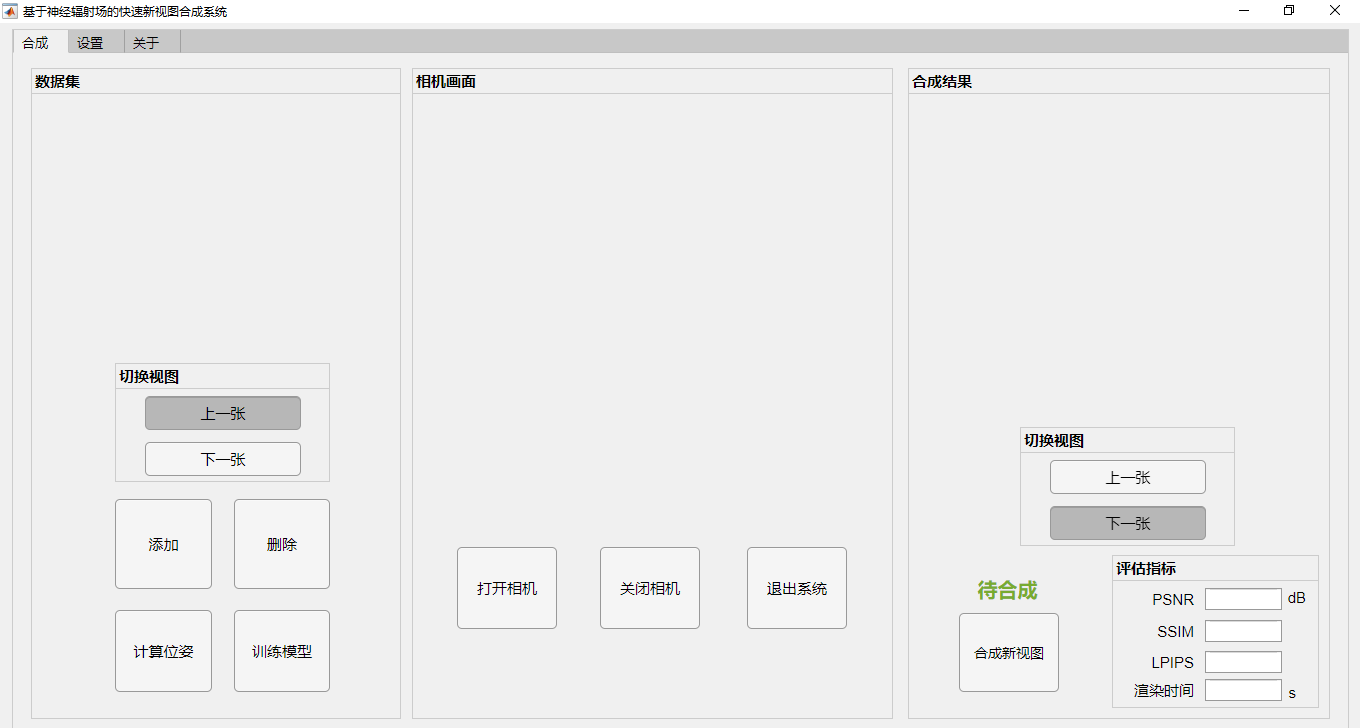 基于神经辐射场的快速新视图合成系统
合成 设置 关于
数据集
切换视图
上一张
下一张
添加 删除
计算位姿 训练模型
相机画面
打开相机 关闭相机 退出系统
合成结果
切换视图
上一张
下一张
待合成
合成新视图
评估指标
PSNR dB
SSIM
LPIPS
渲染时间 s